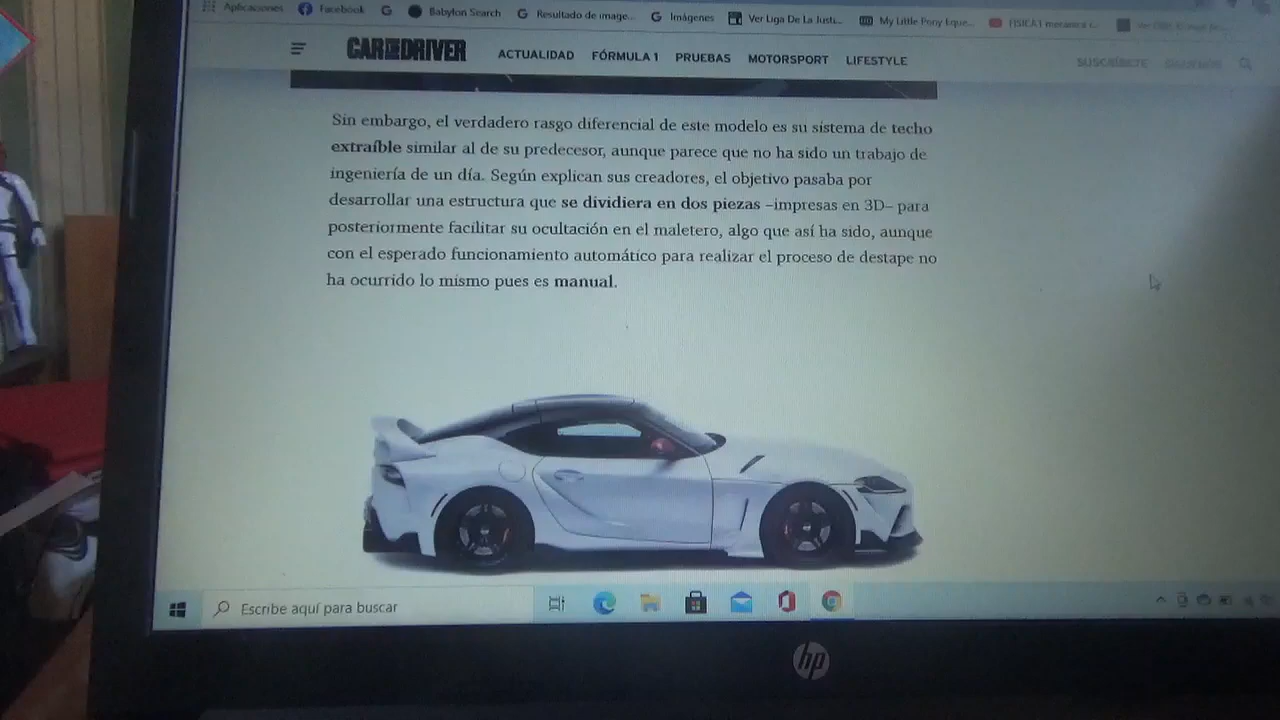 Aplicaciones Facebook Babylon Search Resultado de image... Imágenes Ver Liga De La Justi... My Little Pony Eque...
CAR AND DRIVER ACTUALIDAD FÓRMULA 1 PRUEBAS MOTORSPORT LIFESTYLE SUSCRÍBETE
Sin embargo, el verdadero rasgo diferencial de este modelo es su sistema de techo
extraíble similar al de su predecesor, aunque parece que no ha sido un trabajo de
ingeniería de un día. Según explican sus creadores, el objetivo pasaba por
desarrollar una estructura que se dividiera en dos piezas –impresas en 3D– para
posteriormente facilitar su ocultación en el maletero, algo que así ha sido, aunque
con el esperado funcionamiento automático para realizar el proceso de destape no
ha ocurrido lo mismo pues es manual.
Escribe aquí para buscar
hp